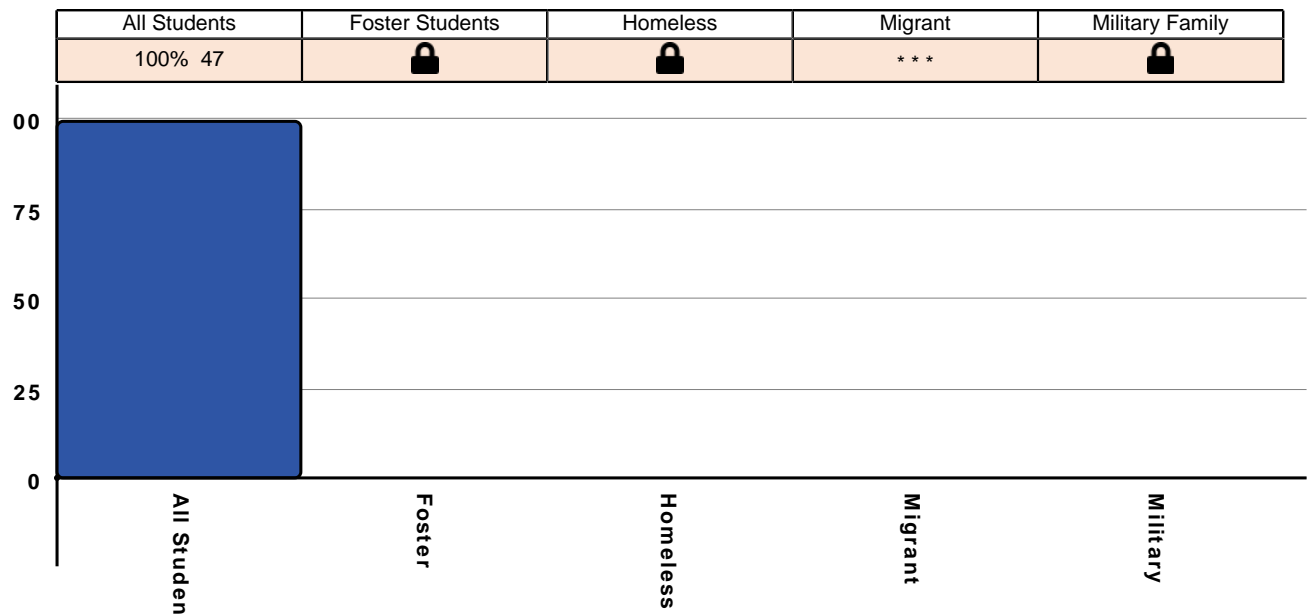 All Students Foster Students Homeless Migrant Military Family
100% 47 * * *
00
75
50
25
0
All Studen
Foster
Homeless
Migrant
Military